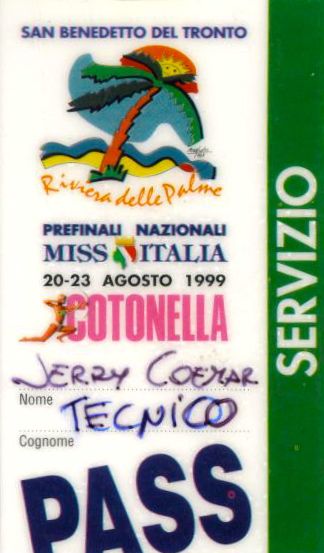 SAN BENEDETTO DEL TRONTO
Riviera delle Palme
PREFINALI NAZIONALI
MISS ITALIA
20-23 AGOSTO 1999
COTONELLA
JERRY COEMAR
Nome
TECNICO
Cognome
PASS
SERVIZIO